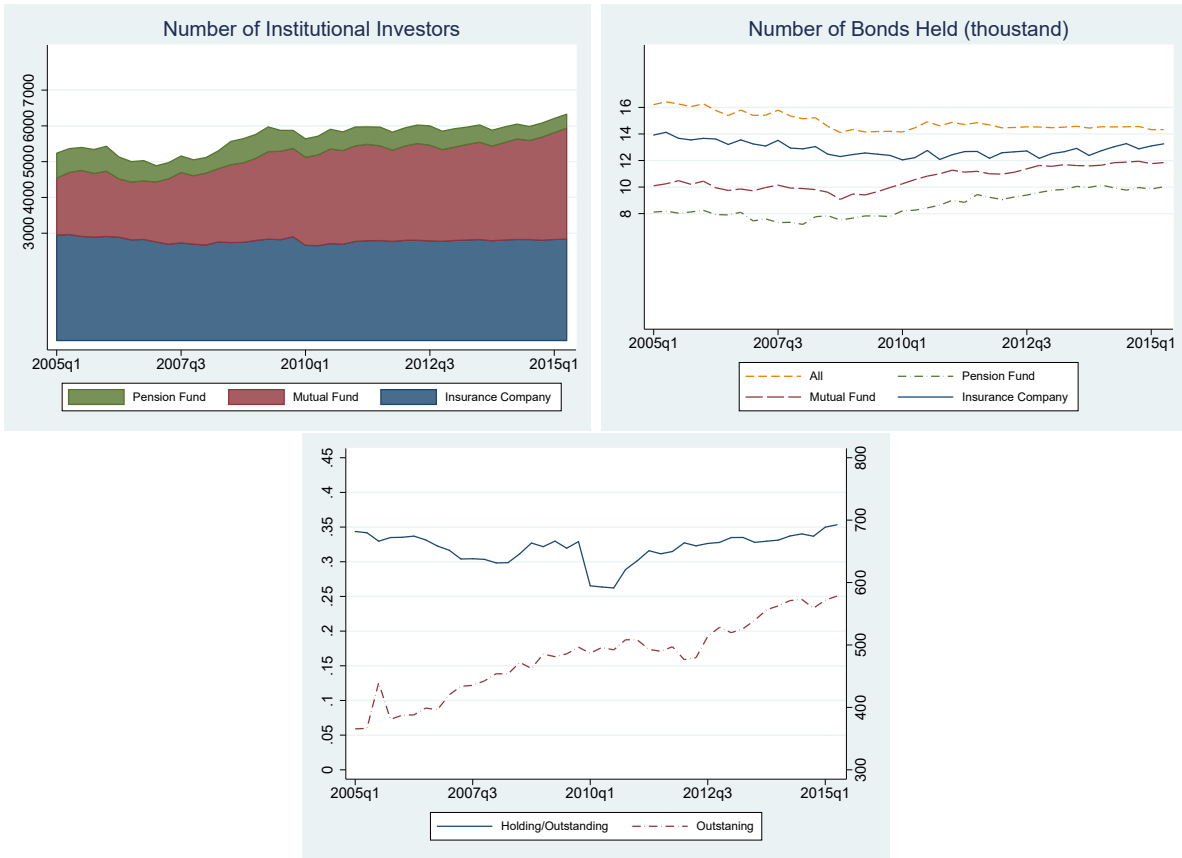 Number of Institutional Investors
7000
6000
5000
4000
3000
2005q1 2007q3 2010q1 2012q3 2015q1
Pension Fund Mutual Fund Insurance Company
Number of Bonds Held (thoustand)
16
14
12
10
8
2005q1 2007q3 2010q1 2012q3 2015q1
All Pension Fund
Mutual Fund Insurance Company
.45 800
.4
.35 700
.3 600
.25
.2 500
.15
.1 400
.05
0 300
2005q1 2007q3 2010q1 2012q3 2015q1
Holding/Outstanding Outstaning